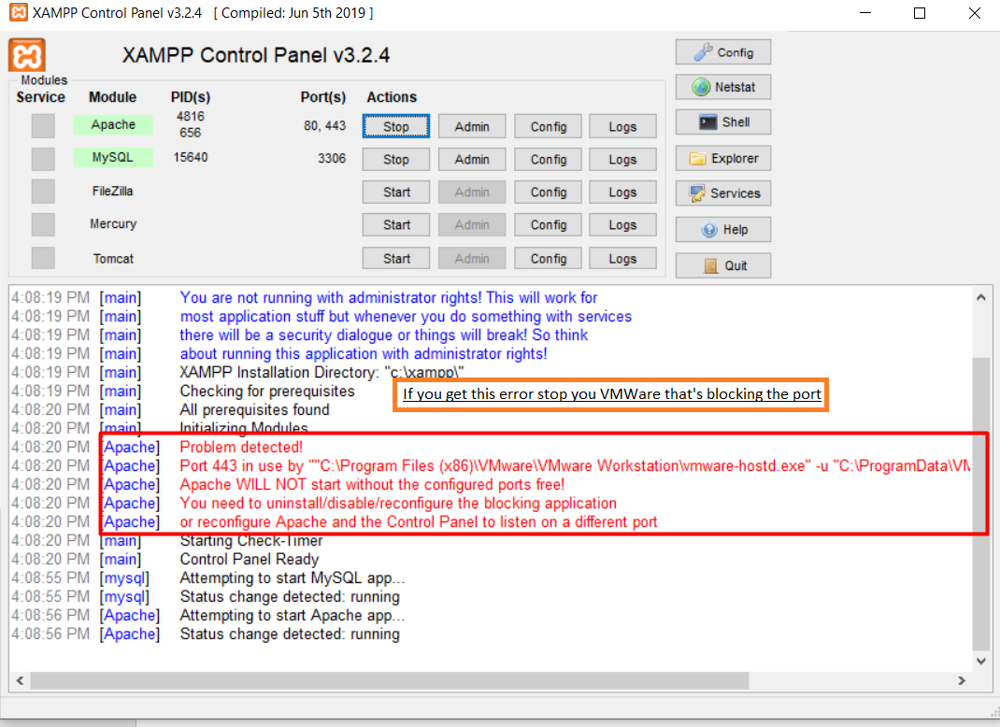 XAMPP Control Panel v3.2.4 [ Compiled: Jun 5th 2019 ]
XAMPP Control Panel v3.2.4
Config
Modules
Service Module PID(s) Port(s) Actions
Netstat
Apache 4816 656 80, 443 Stop Admin Config Logs
Shell
MySQL 15640 3306 Stop Admin Config Logs
Explorer
FileZilla Start Admin Config Logs
Services
Mercury Start Admin Config Logs
Help
Tomcat Start Admin Config Logs
Quit
4:08:19 PM [main] You are not running with administrator rights! This will work for
4:08:19 PM [main] most application stuff but whenever you do something with services
4:08:19 PM [main] there will be a security dialogue or things will break! So think
4:08:19 PM [main] about running this application with administrator rights!
4:08:19 PM [main] XAMPP Installation Directory: "c:\xampp\"
4:08:19 PM [main] Checking for prerequisites
If you get this error stop you VMWare that's blocking the port
4:08:20 PM [main] All prerequisites found
4:08:20 PM [main] Initializing Modules
4:08:20 PM [Apache] Problem detected!
4:08:20 PM [Apache] Port 443 in use by ""C:\Program Files (x86)\VMware\VMware Workstation\vmware-hostd.exe" -u "C:\ProgramData\VM
4:08:20 PM [Apache] Apache WILL NOT start without the configured ports free!
4:08:20 PM [Apache] You need to uninstall/disable/reconfigure the blocking application
4:08:20 PM [Apache] or reconfigure Apache and the Control Panel to listen on a different port
4:08:20 PM [main] Starting Check-Timer
4:08:20 PM [main] Control Panel Ready
4:08:55 PM [mysql] Attempting to start MySQL app...
4:08:55 PM [mysql] Status change detected: running
4:08:56 PM [Apache] Attempting to start Apache app...
4:08:56 PM [Apache] Status change detected: running